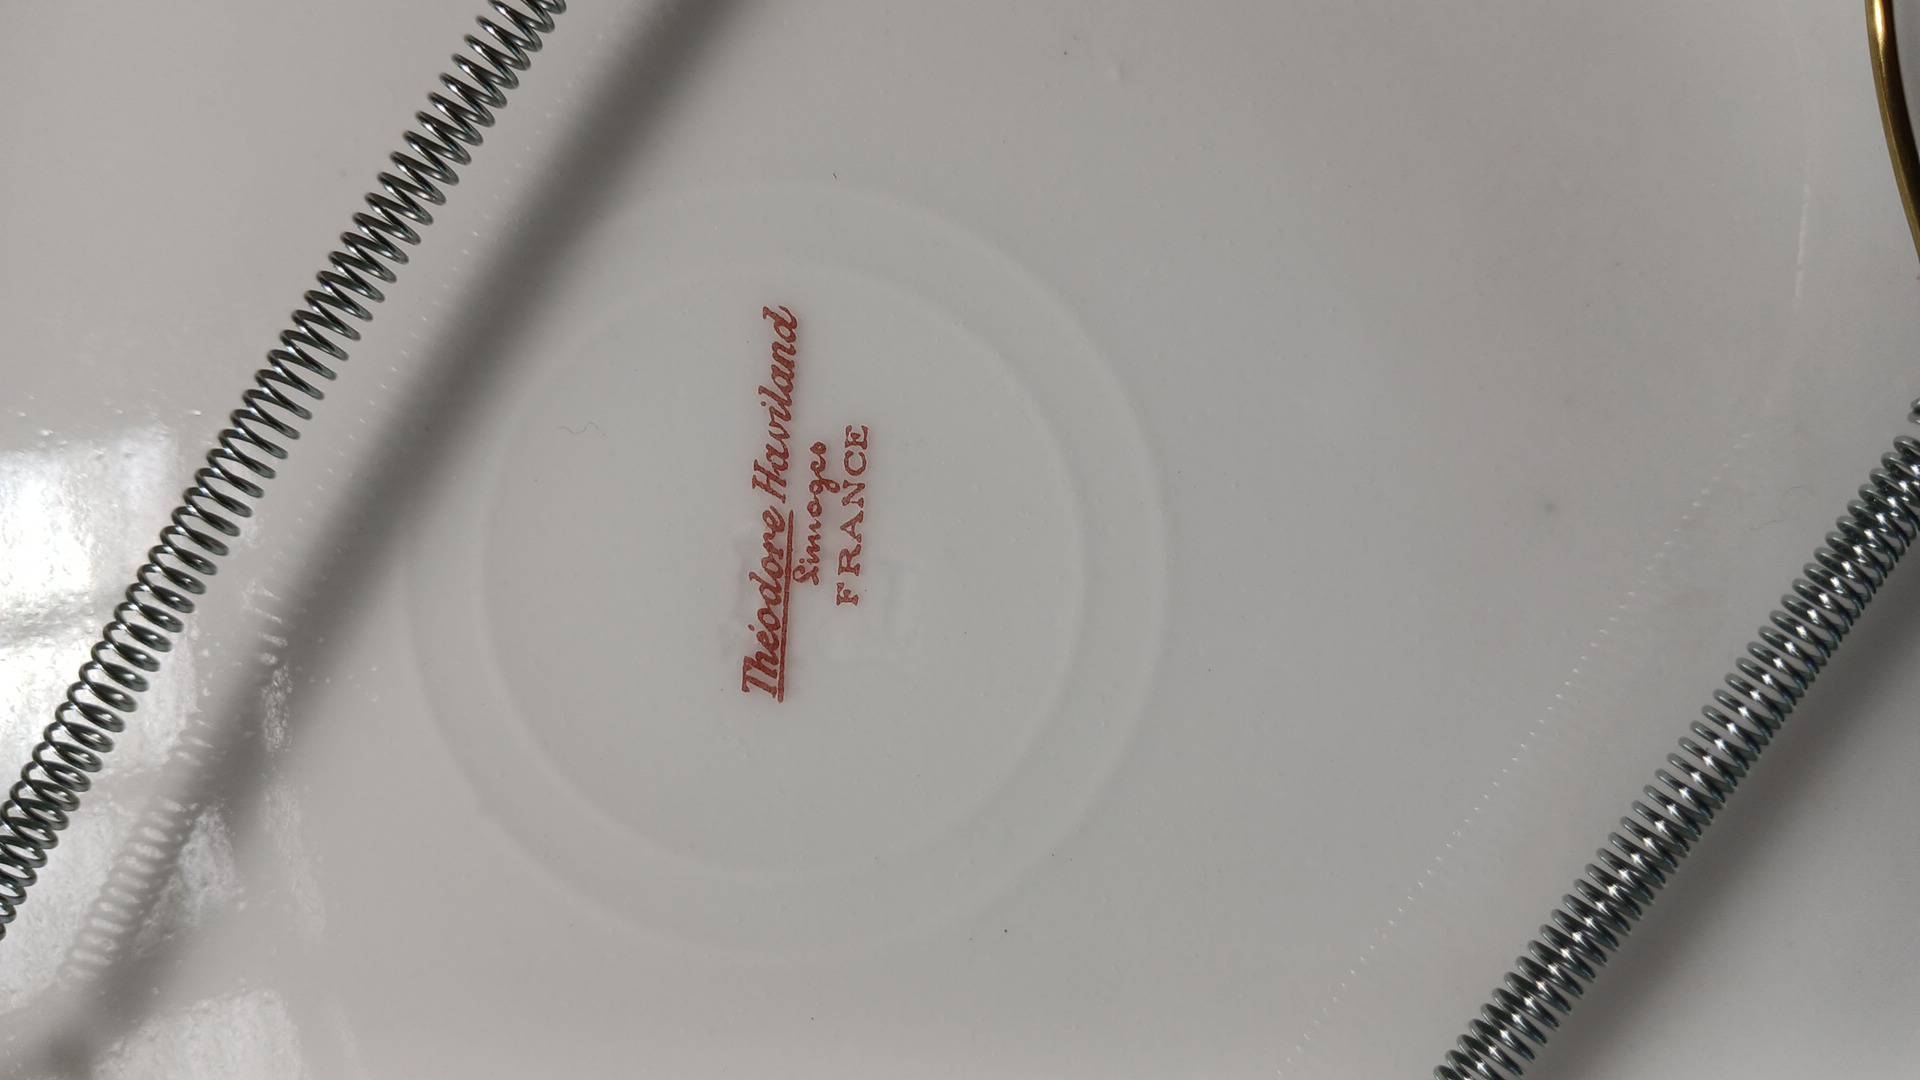 Théodore Haviland
Limoges
FRANCE